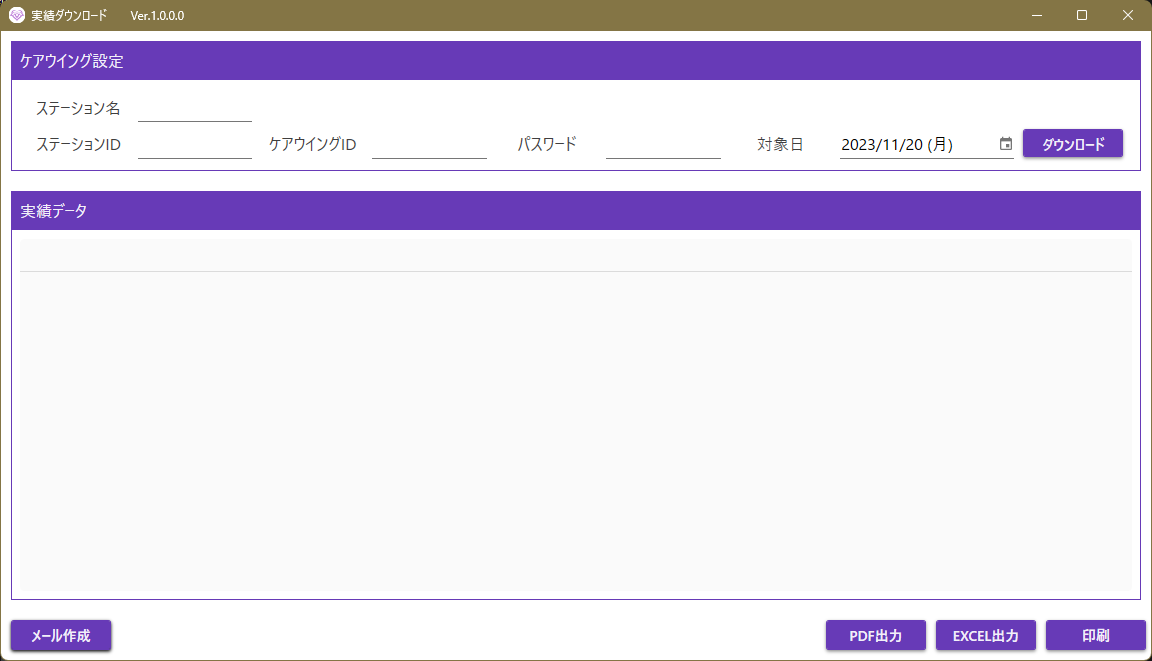 実績ダウンロード Ver.1.0.0.0
ケアウイング設定
ステーション名
ステーションID ケアウイングID パスワード 対象日 2023/11/20 (月) ダウンロード
実績データ
メール作成 PDF出力 EXCEL出力 印刷